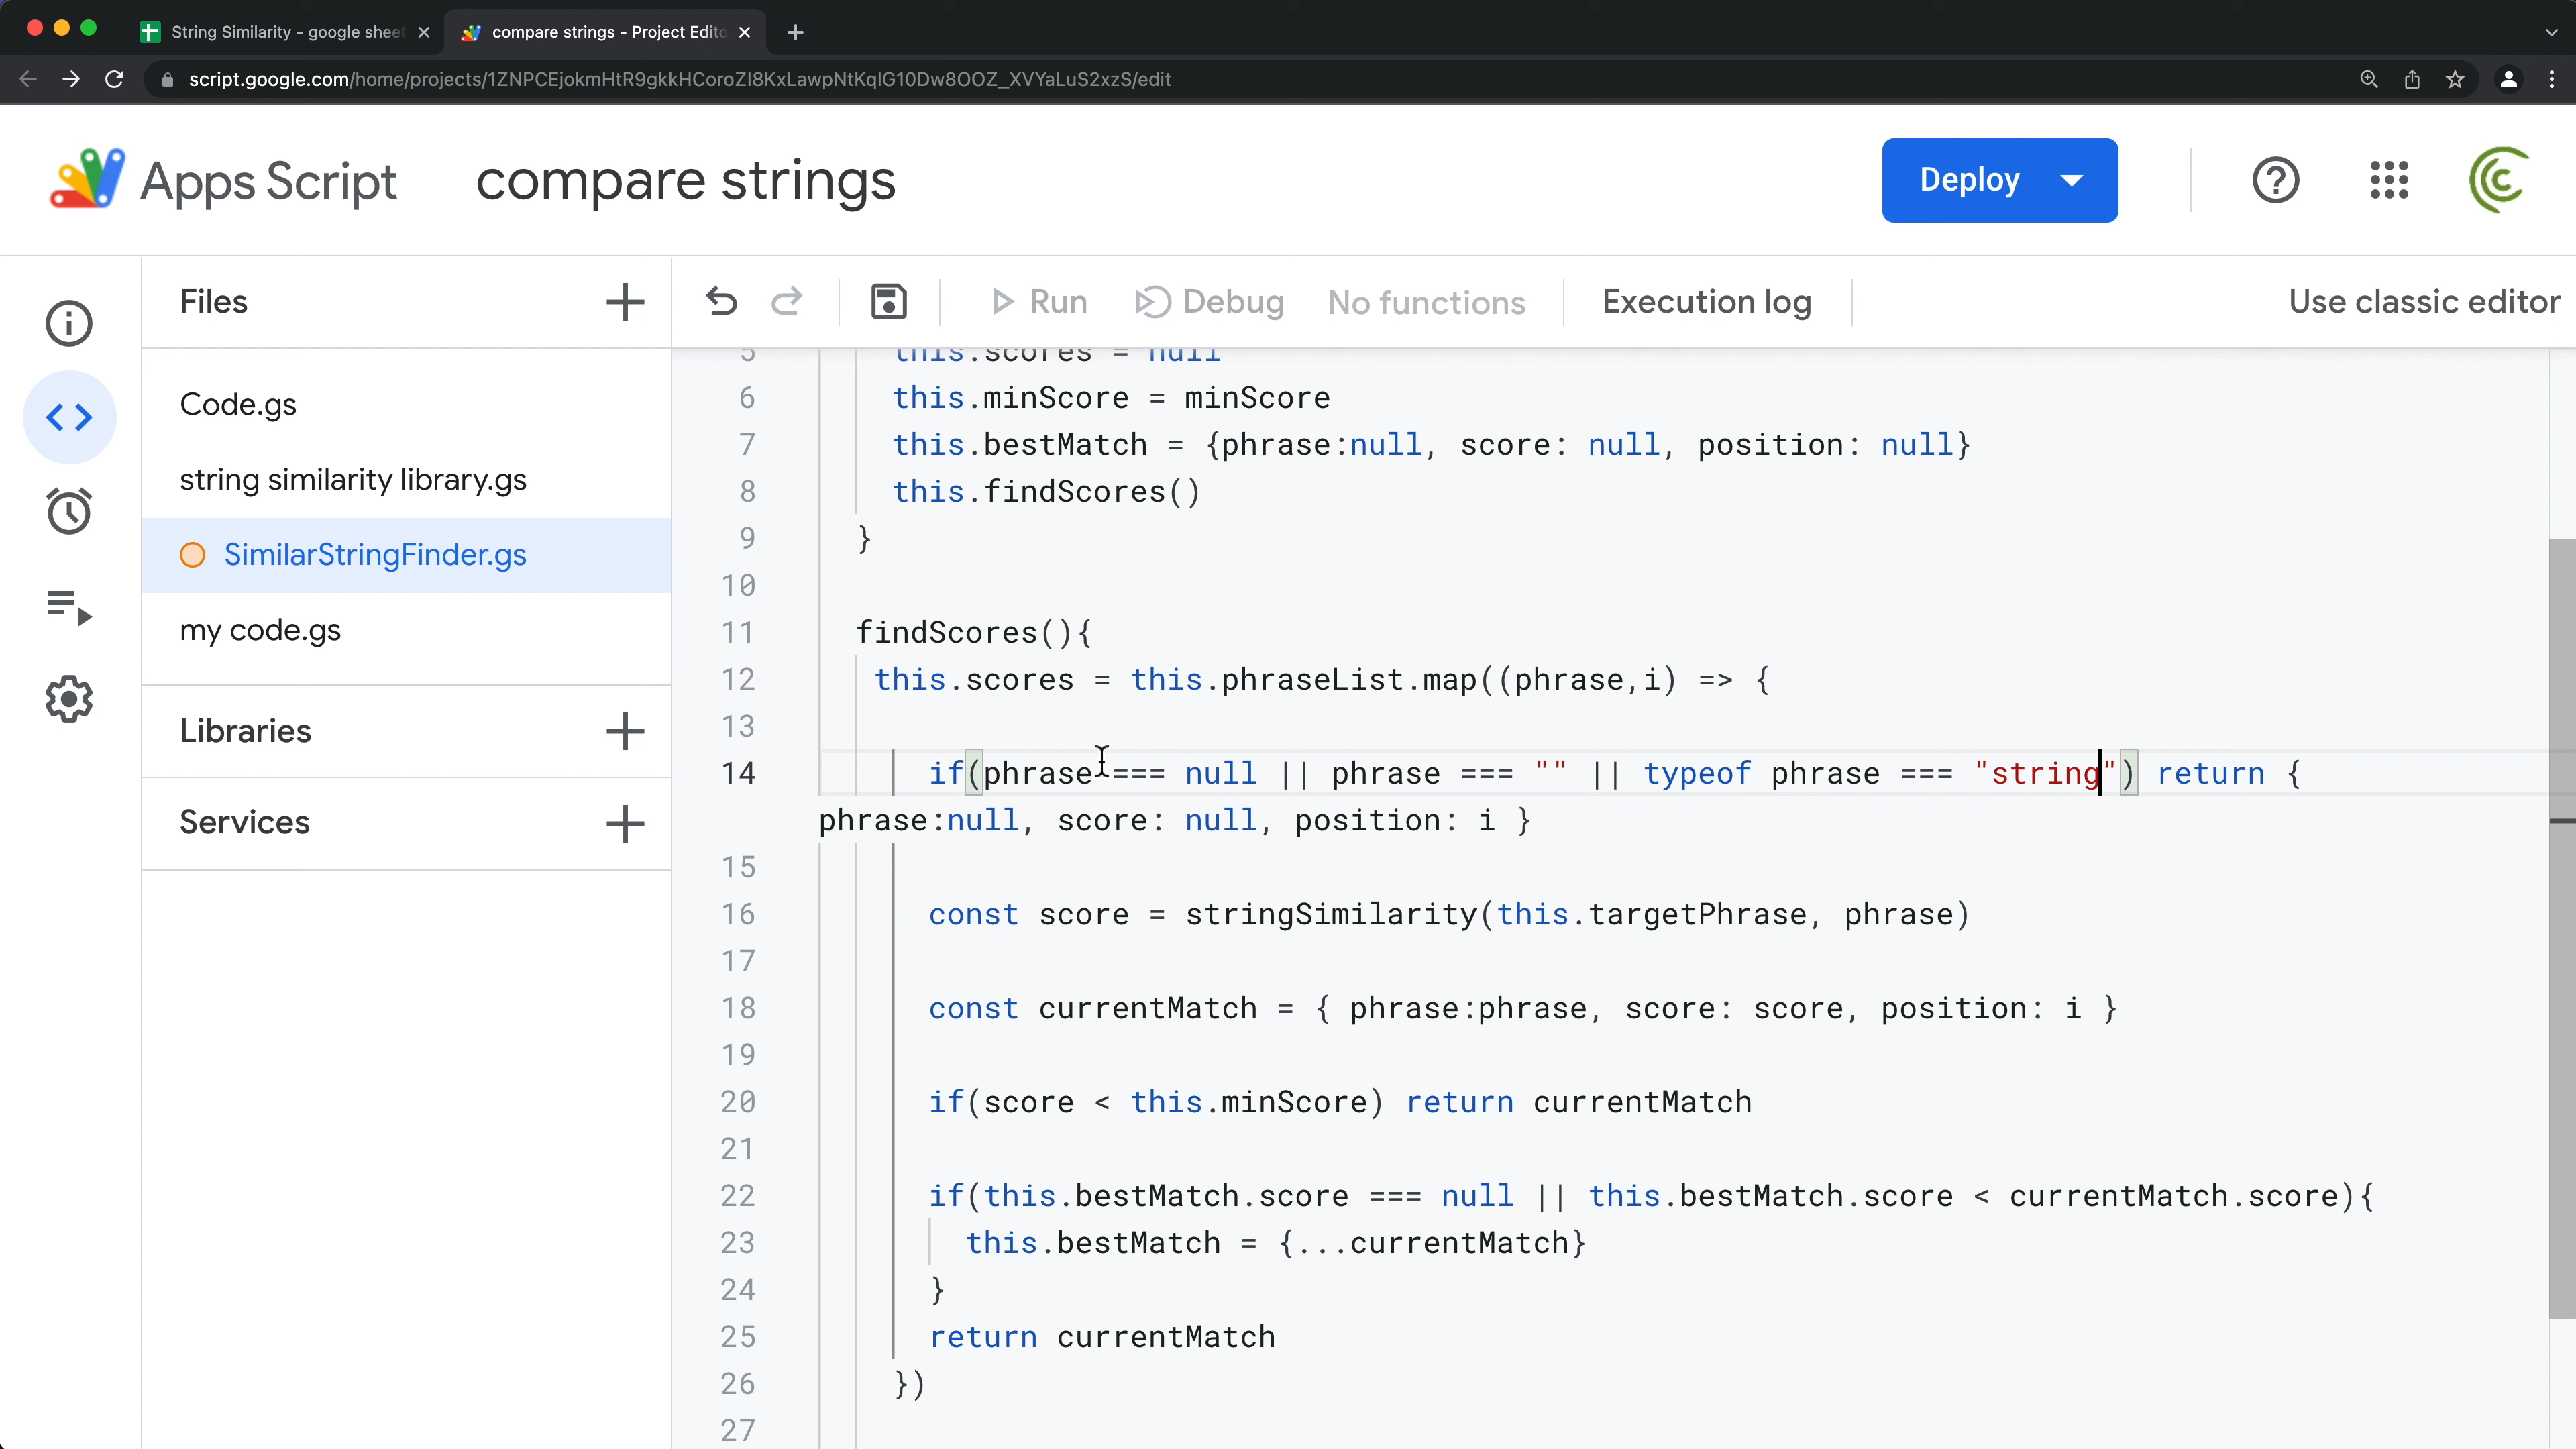 String Similarity - google shee
compare strings - Project Edito
script.google.com/home/projects/1ZNPCEjokmHtR9gkkHCoroZI8KxLawpNtKqlG10Dw8OOZ_XVYaLuS2xzS/edit
Apps Script
compare strings
Deploy
Files
Run
Debug
No functions
Execution log
Use classic editor
Code.gs
string similarity library.gs
SimilarStringFinder.gs
my code.gs
Libraries
Services
5 this.scores = null
6 this.minScore = minScore
7 this.bestMatch = {phrase:null, score: null, position: null}
8 this.findScores()
9 }
10
11 findScores(){
12 this.scores = this.phraseList.map((phrase,i) => {
13
14 if(phrase === null || phrase === "" || typeof phrase === "string") return {
phrase:null, score: null, position: i }
15
16 const score = stringSimilarity(this.targetPhrase, phrase)
17
18 const currentMatch = { phrase:phrase, score: score, position: i }
19
20 if(score < this.minScore) return currentMatch
21
22 if(this.bestMatch.score === null || this.bestMatch.score < currentMatch.score){
23 this.bestMatch = {...currentMatch}
24 }
25 return currentMatch
26 })
27